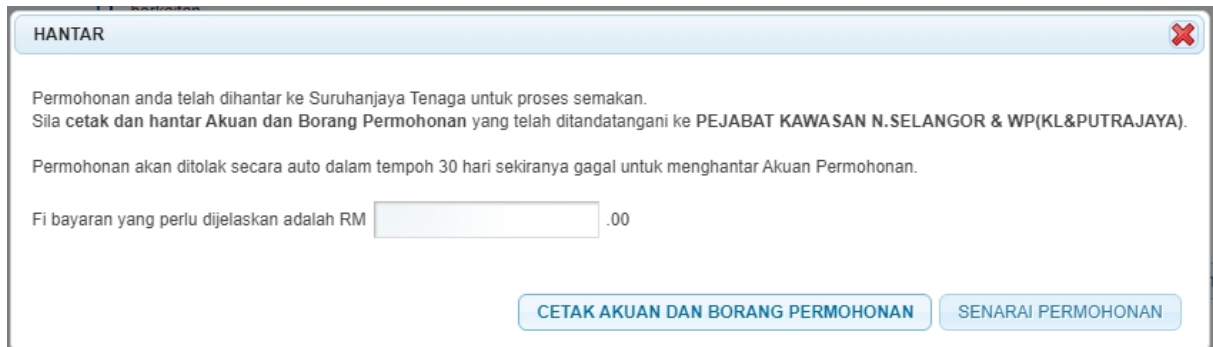 HANTAR
Permohonan anda telah dihantar ke Suruhanjaya Tenaga untuk proses semakan.
Sila cetak dan hantar Akuan dan Borang Permohonan yang telah ditandatangani ke PEJABAT KAWASAN N.SELANGOR & WP(KL&PUTRAJAYA).
Permohonan akan ditolak secara auto dalam tempoh 30 hari sekiranya gagal untuk menghantar Akuan Permohonan.
Fi bayaran yang perlu dijelaskan adalah RM .00
CETAK AKUAN DAN BORANG PERMOHONAN SENARAI PERMOHONAN